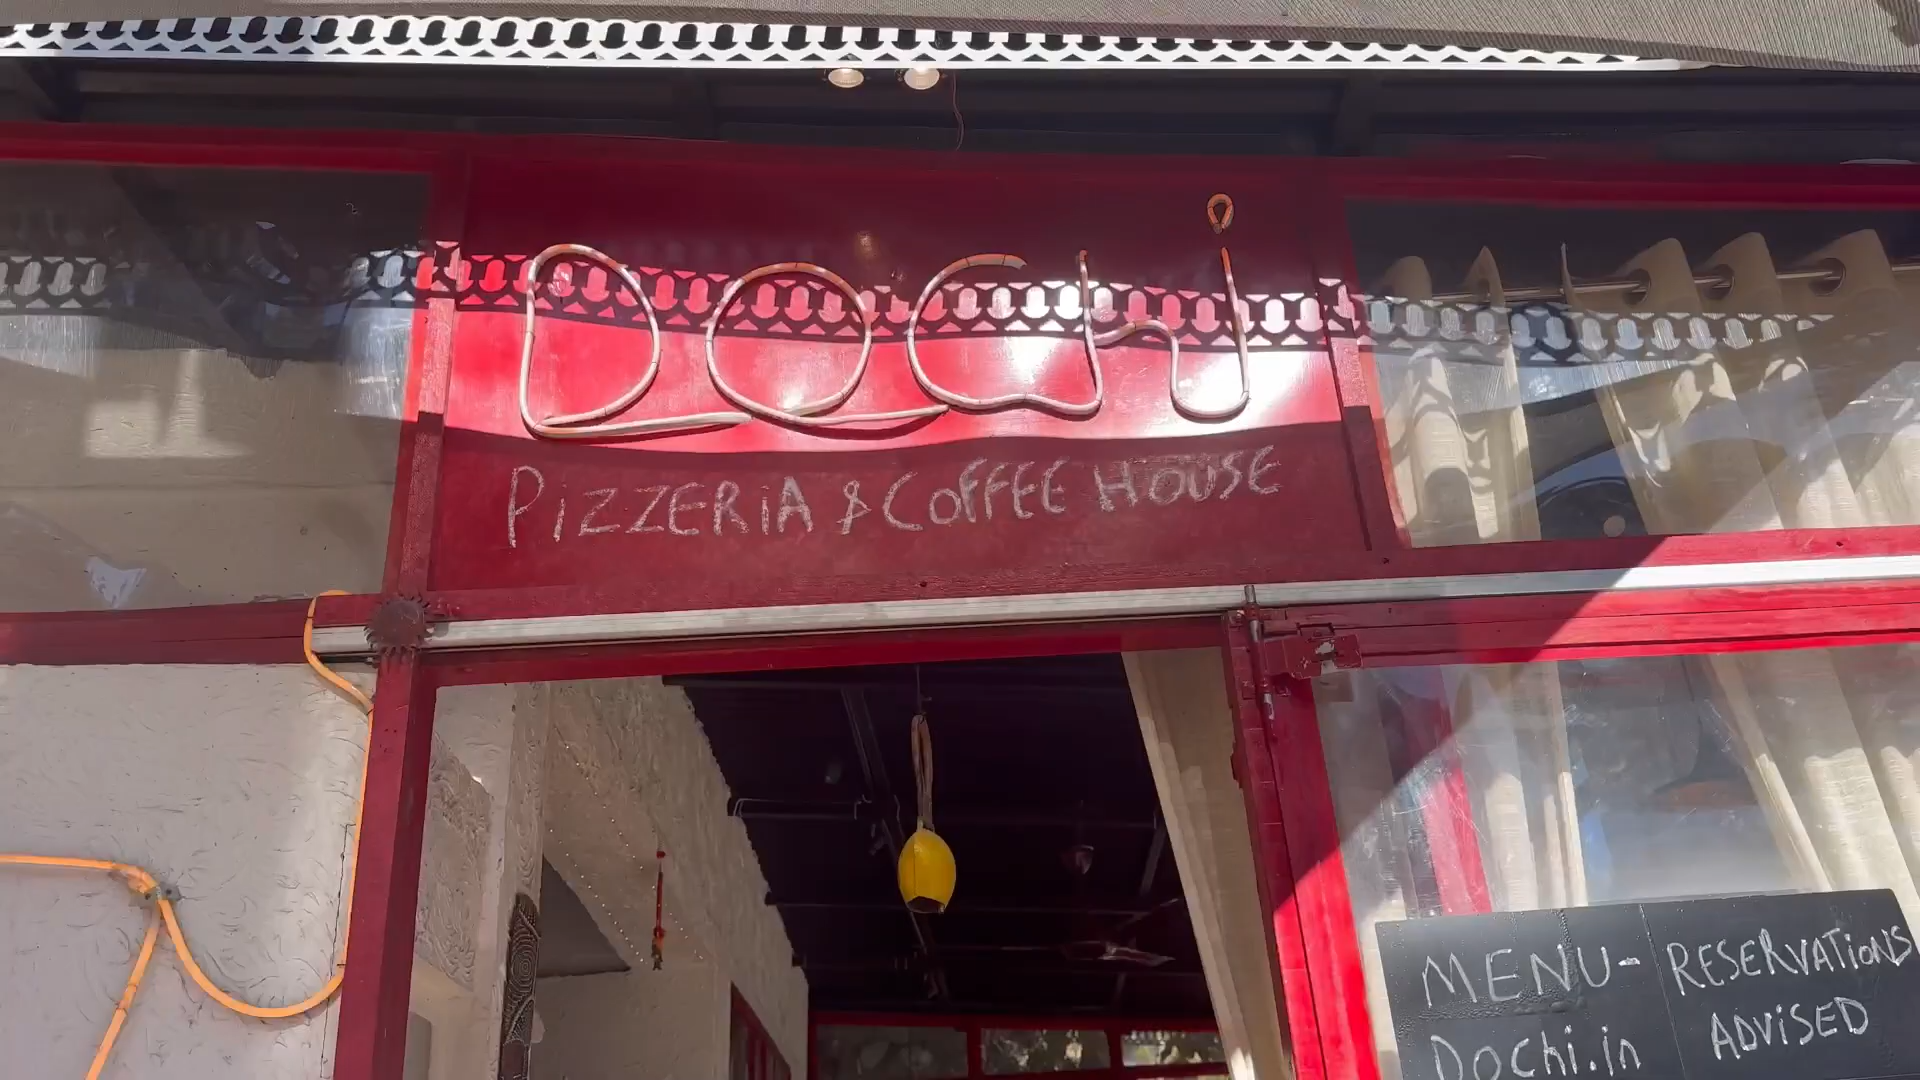 DOCHi
PiZZERiA & COFFEE HOUSE
MENU-
Dochi.in
RESERVATiONS
ADViSED